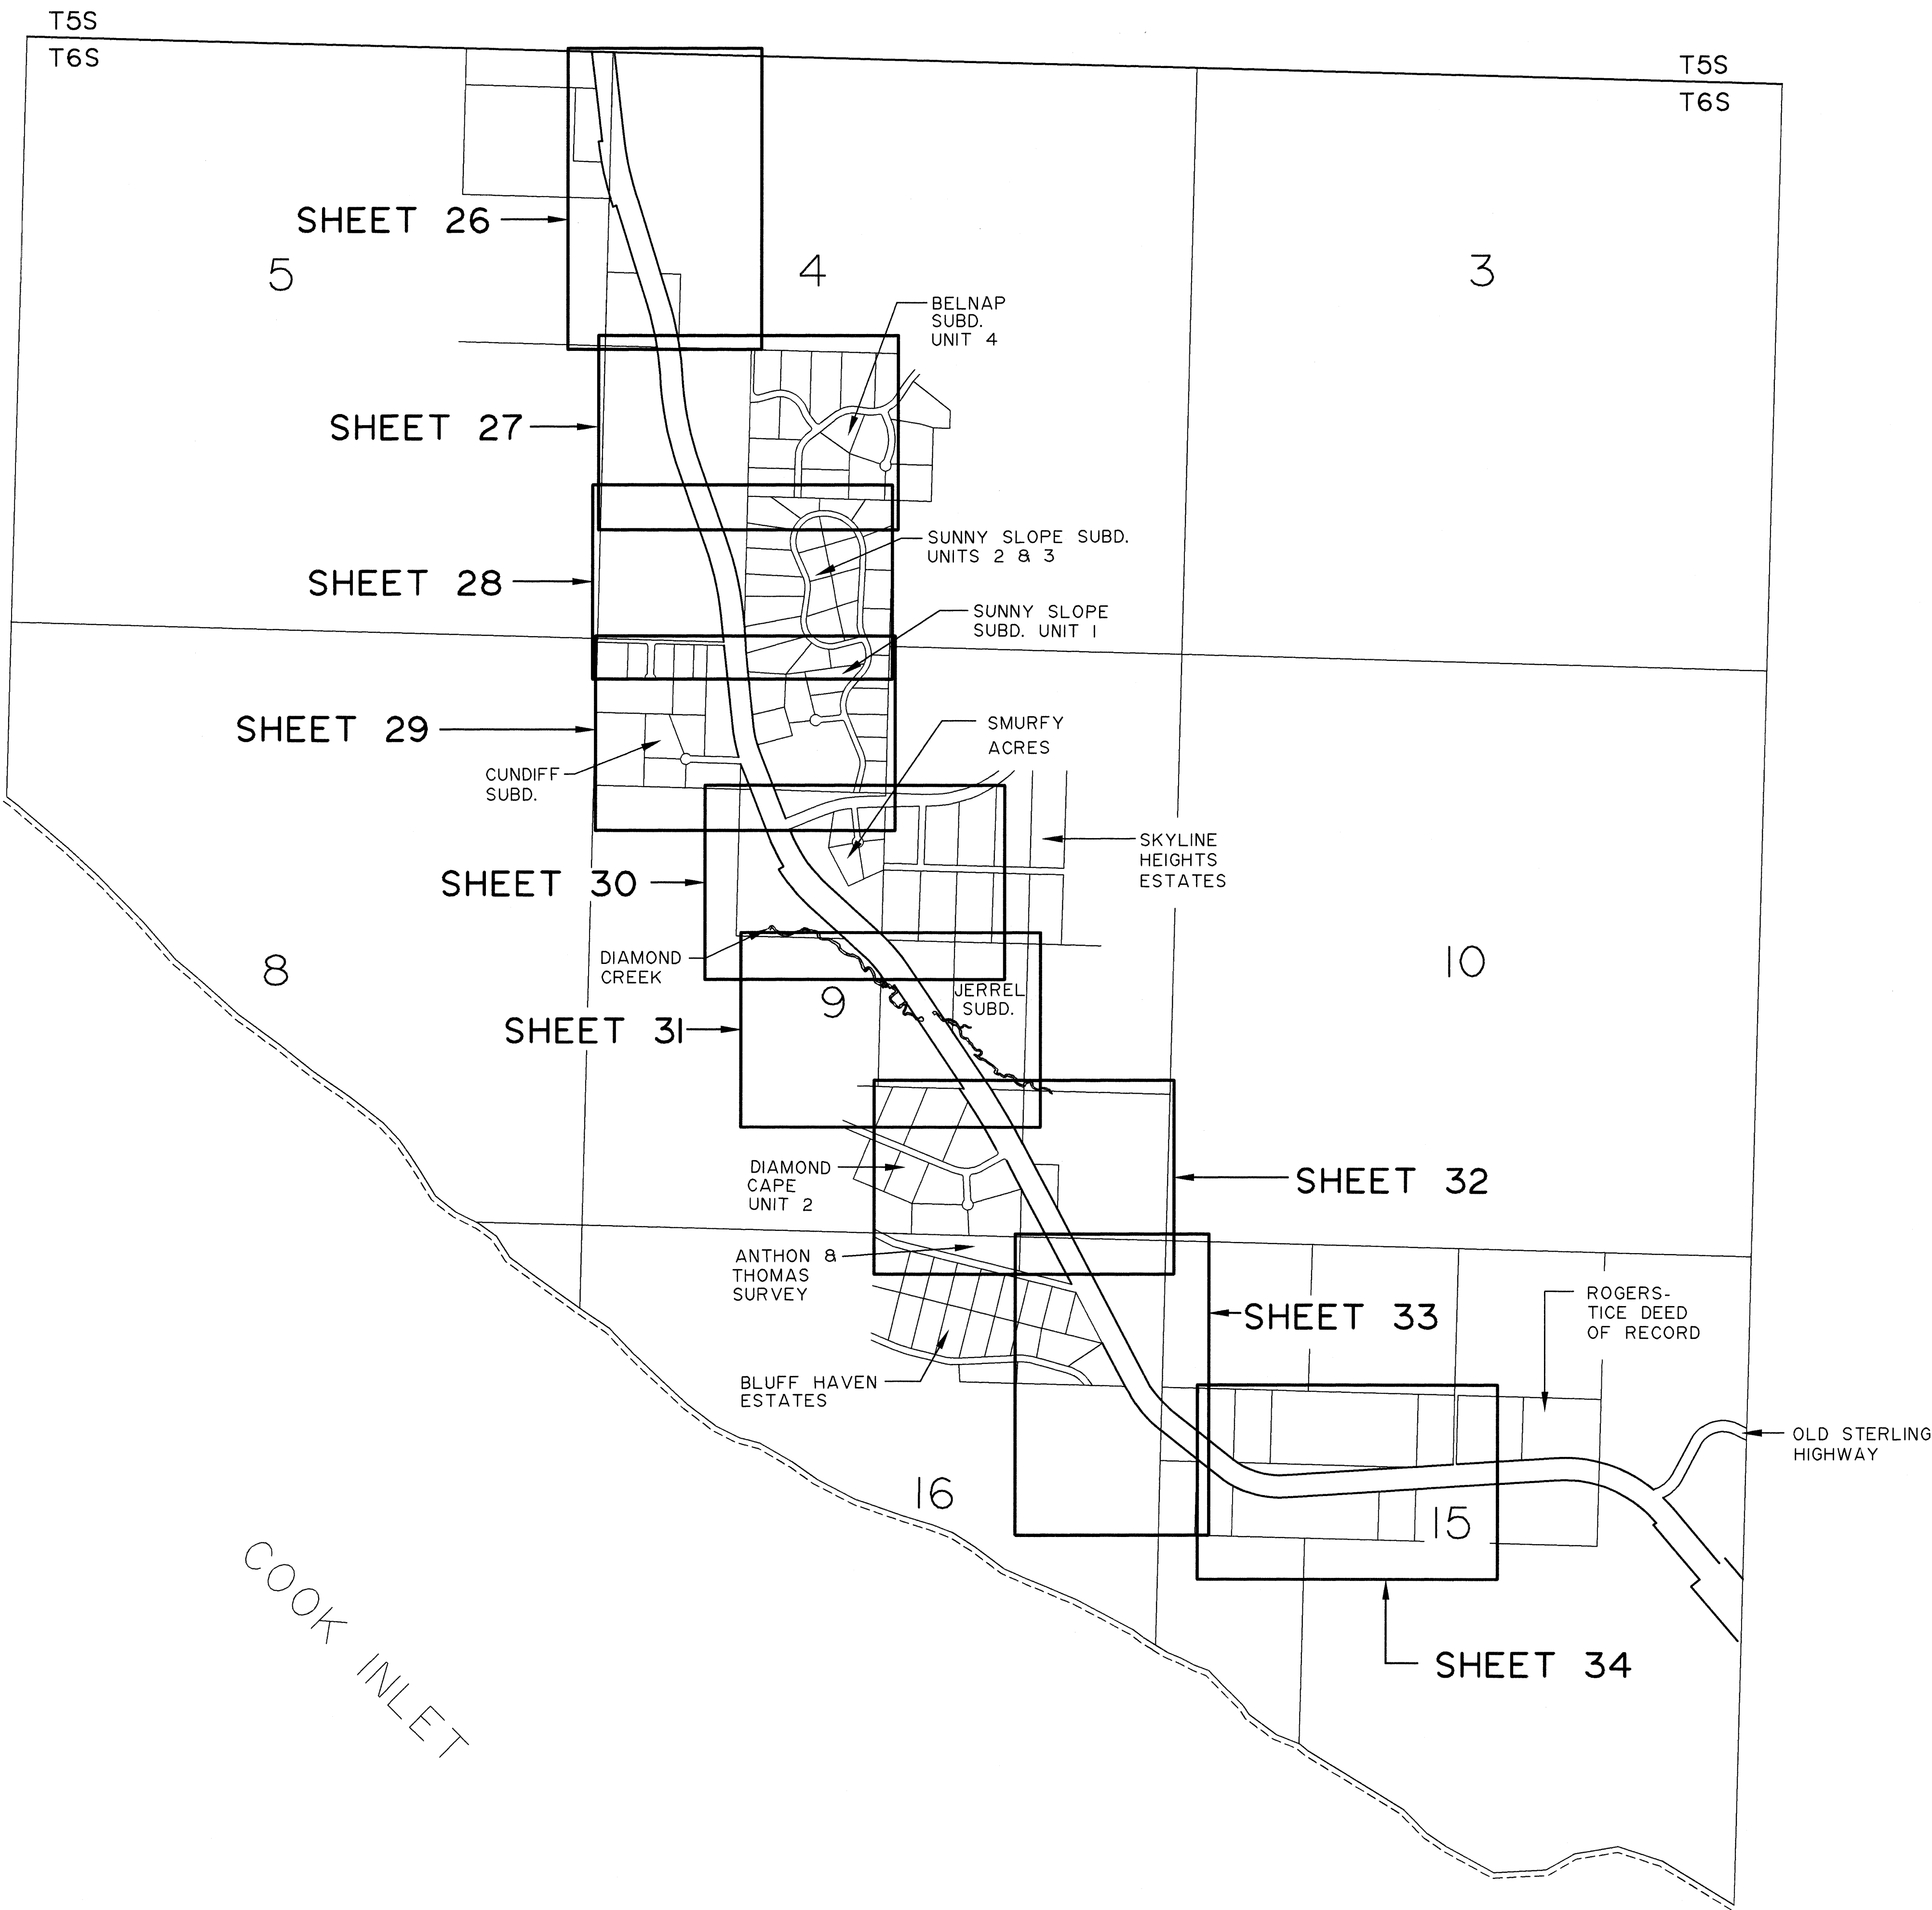 T5S
T6S
T5S
T6S
SHEET 26
5
4
3
BELNAP
SUBD.
UNIT 4
SHEET 27
SUNNY SLOPE SUBD.
UNITS 2 & 3
SHEET 28
SUNNY SLOPE
SUBD. UNIT 1
SHEET 29
SMURFY
ACRES
CUNDIFF
SUBD.
SKYLINE
HEIGHTS
ESTATES
SHEET 30
DIAMOND
CREEK
8
9
10
JERREL
SUBD.
SHEET 31
DIAMOND
CAPE
UNIT 2
SHEET 32
ANTHON &
THOMAS
SURVEY
SHEET 33
ROGERS-
TICE DEED
OF RECORD
BLUFF HAVEN
ESTATES
OLD STERLING
HIGHWAY
16
15
COOK INLET
SHEET 34